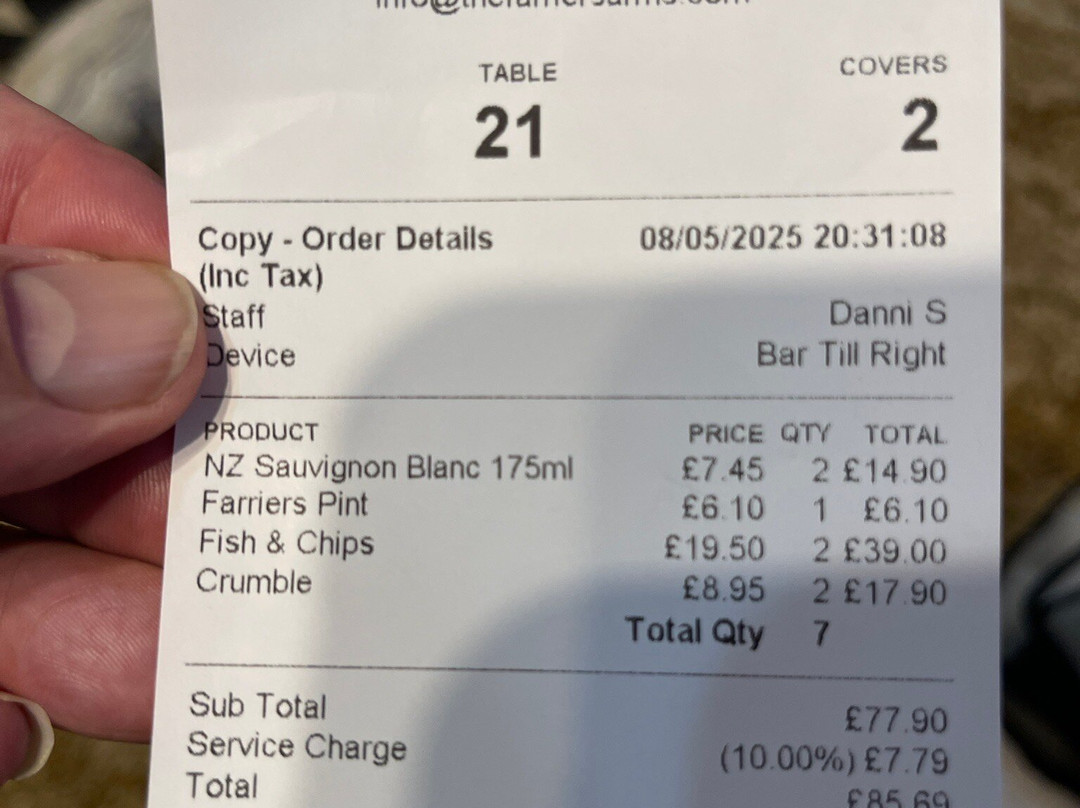 TABLE COVERS
21 2
Copy - Order Details 08/05/2025 20:31:08
(Inc Tax)
Staff Danni S
Device Bar Till Right
PRODUCT PRICE QTY TOTAL
NZ Sauvignon Blanc 175ml £7.45 2 £14.90
Farriers Pint £6.10 1 £6.10
Fish & Chips £19.50 2 £39.00
Crumble £8.95 2 £17.90
Total Qty 7
Sub Total £77.90
Service Charge (10.00%) £7.79
Total £85.69